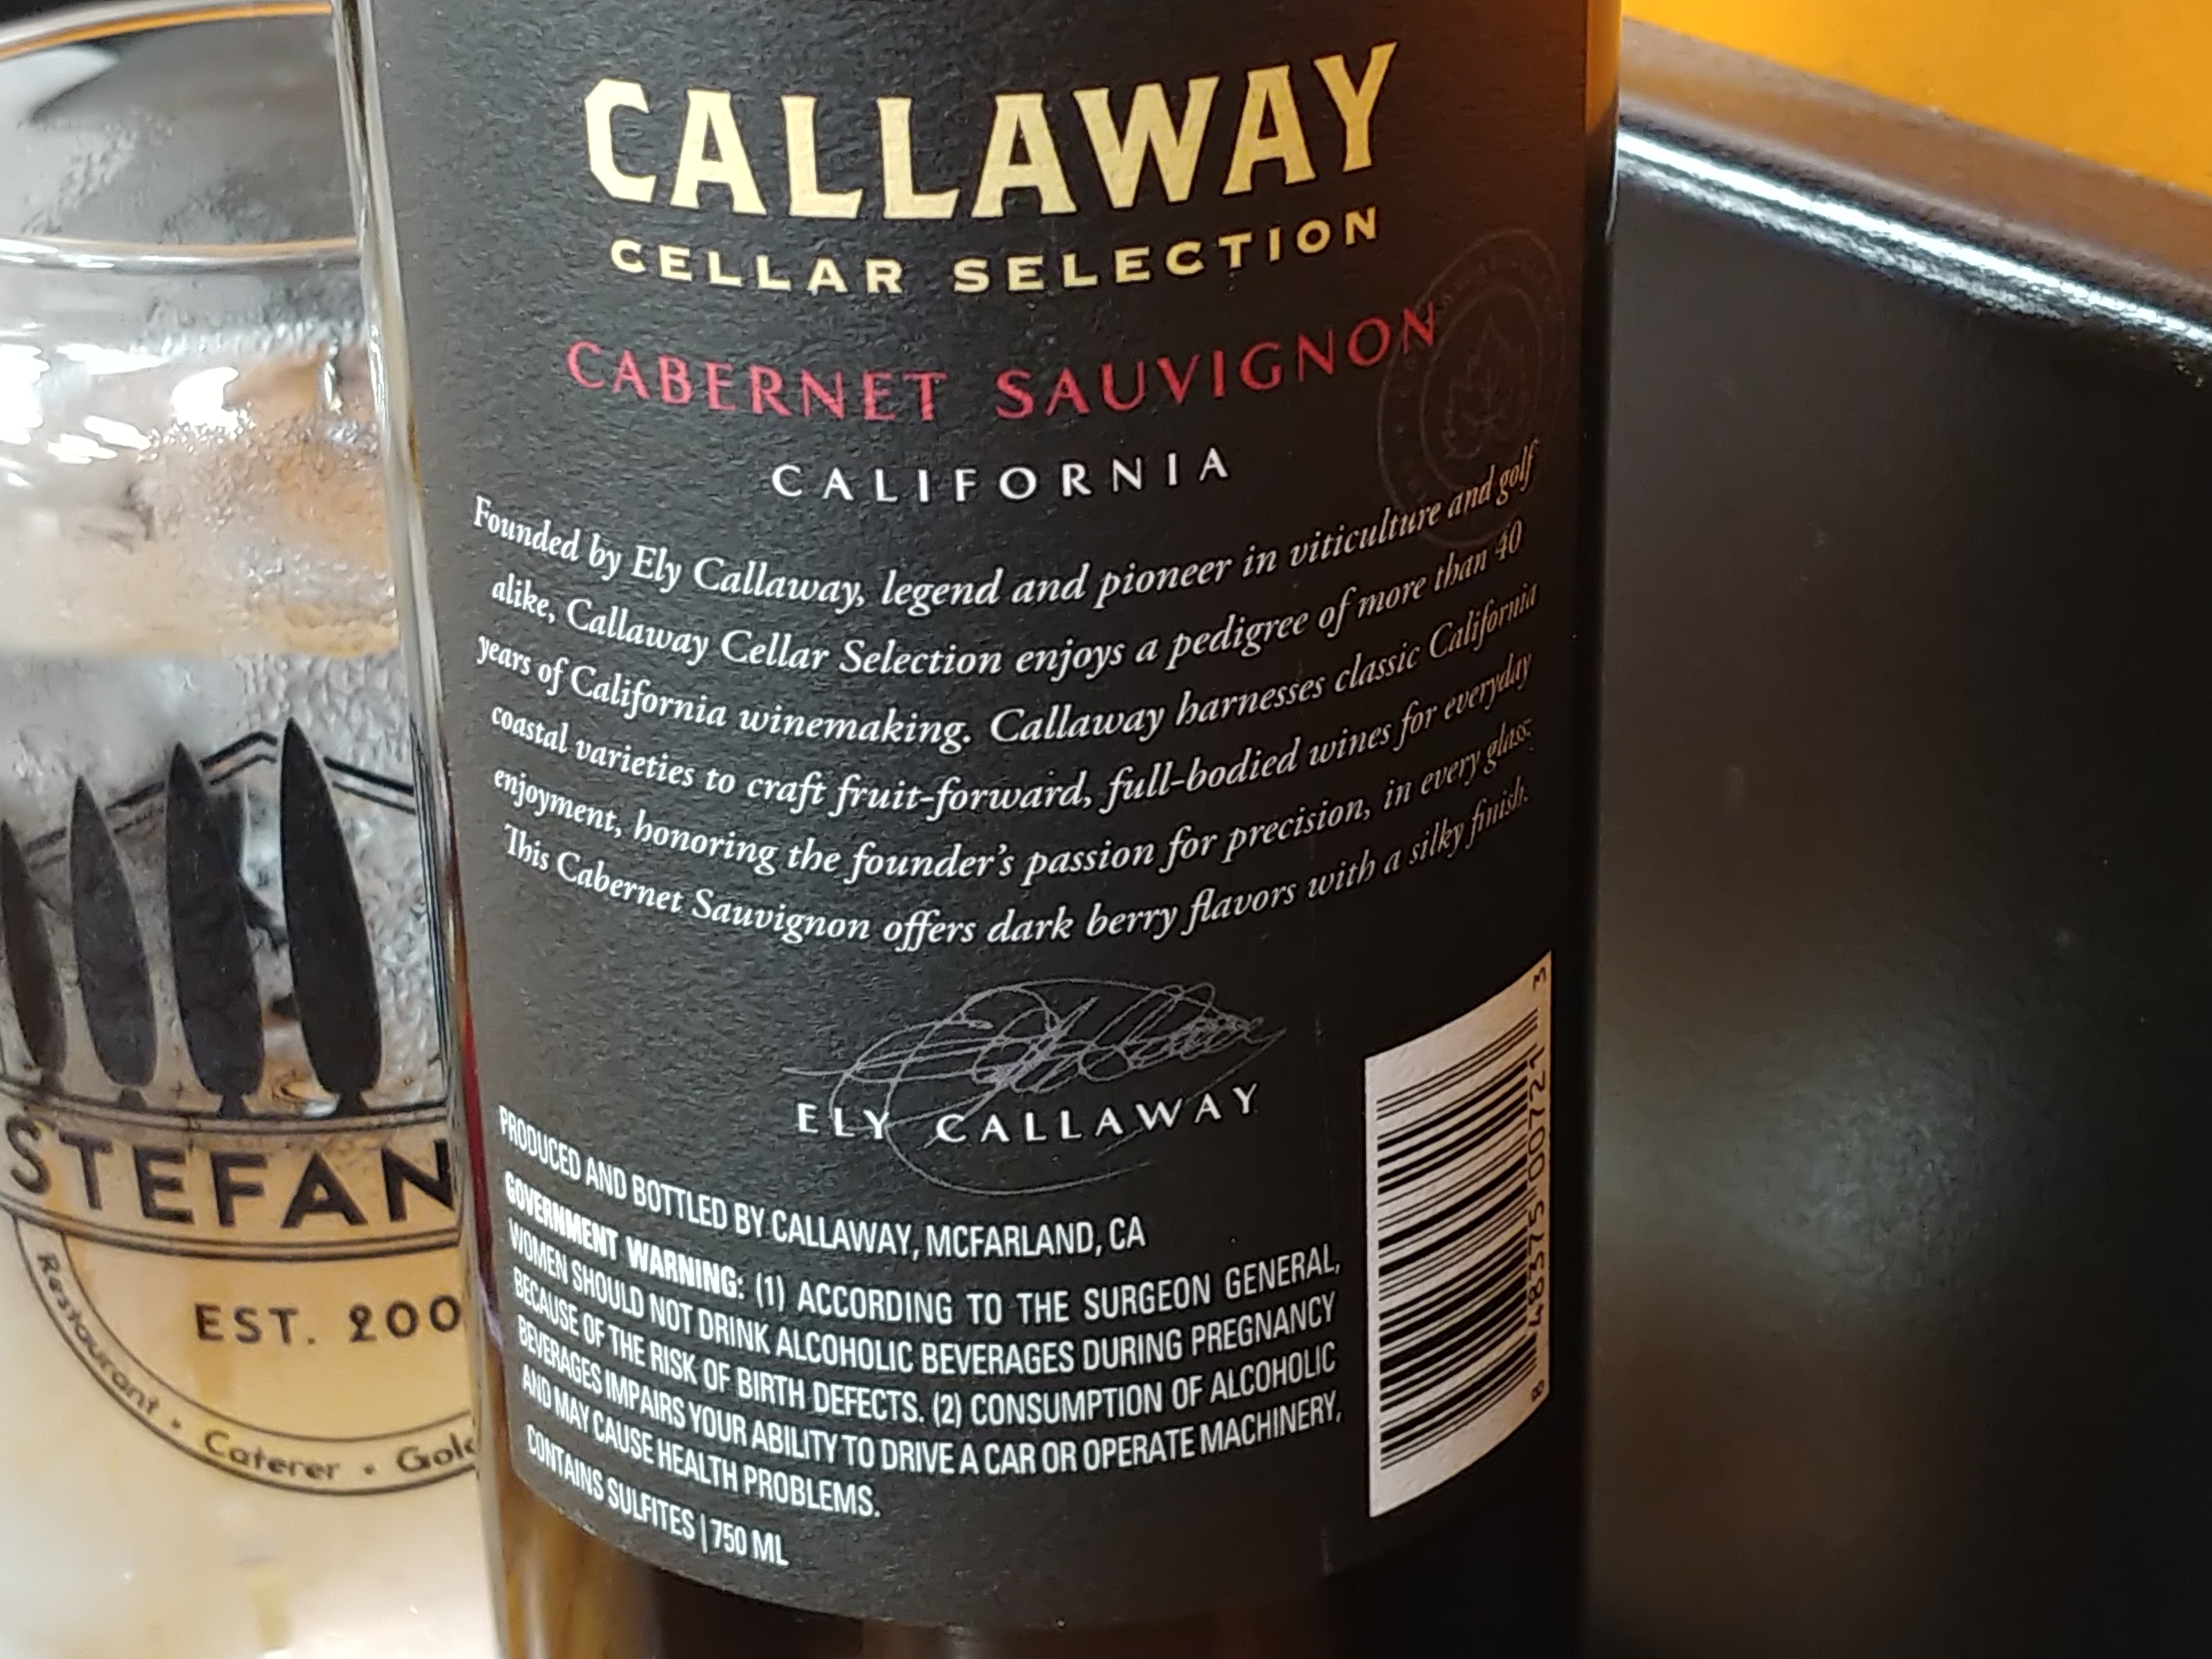 CALLAWAY
CELLAR SELECTION
CABERNET SAUVIGNON
CALIFORNIA
Founded by Ely Callaway, legend and pioneer in viticulture and golf
alike, Callaway Cellar Selection enjoys a pedigree of more than 40
years of California winemaking. Callaway harnesses classic California
coastal varieties to craft fruit-forward, full-bodied wines for everyday
enjoyment, honoring the founder's passion for precision, in every glass.
This Cabernet Sauvignon offers dark berry flavors with a silky finish.
ELY CALLAWAY
PRODUCED AND BOTTLED BY CALLAWAY, MCFARLAND, CA
GOVERNMENT WARNING: (1) ACCORDING TO THE SURGEON GENERAL,
WOMEN SHOULD NOT DRINK ALCOHOLIC BEVERAGES DURING PREGNANCY
BECAUSE OF THE RISK OF BIRTH DEFECTS. (2) CONSUMPTION OF ALCOHOLIC
BEVERAGES IMPAIRS YOUR ABILITY TO DRIVE A CAR OR OPERATE MACHINERY,
AND MAY CAUSE HEALTH PROBLEMS.
CONTAINS SULFITES | 750 ML
8 48375 00721 3
STEFAN
EST. 200
Restaurant • Caterer •